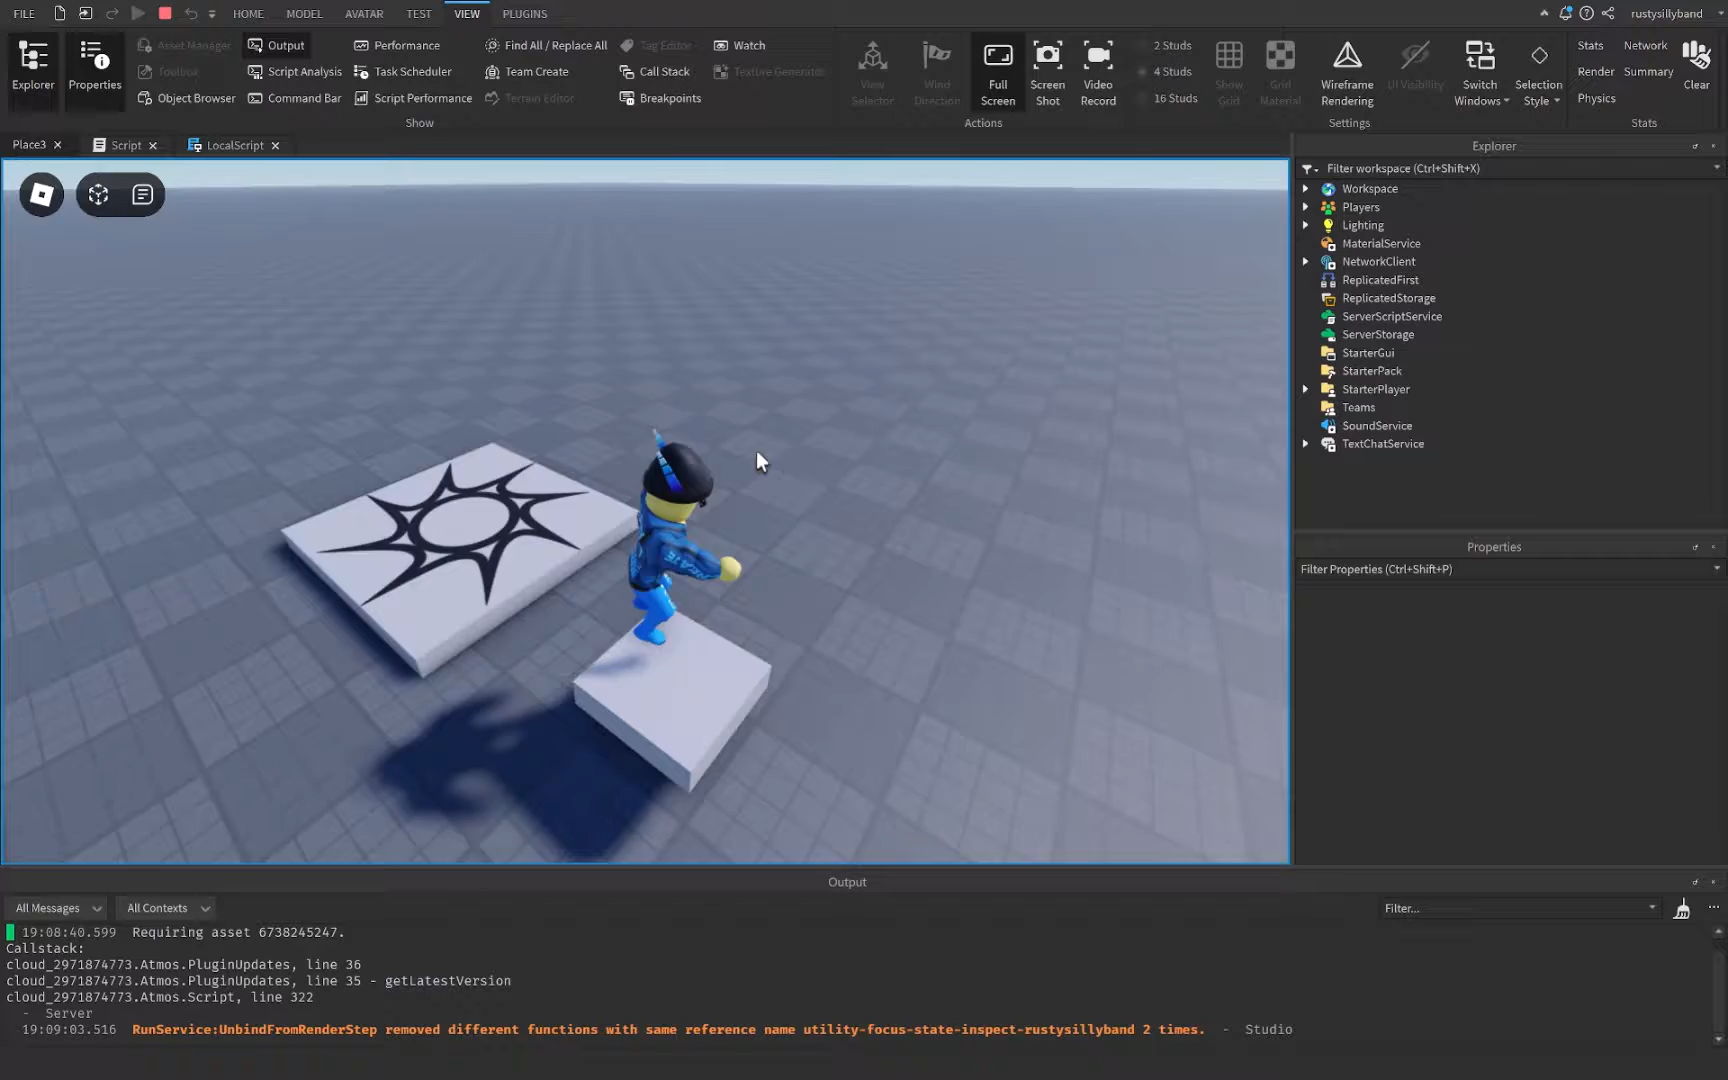 FILE
HOME
MODEL
AVATAR
TEST
VIEW
PLUGINS
rustysillyband
Explorer
Properties
Asset Manager
Toolbox
Object Browser
Output
Script Analysis
Command Bar
Performance
Task Scheduler
Script Performance
Find All / Replace All
Team Create
Terrain Editor
Tag Editor
Call Stack
Breakpoints
Watch
Texture Generator
Show
View
Selector
Wind
Direction
Full
Screen
Screen
Shot
Video
Record
Actions
2 Studs
4 Studs
16 Studs
Show
Grid
Grid
Material
Wireframe
Rendering
UI Visibility
Switch
Windows
Selection
Style
Settings
Stats
Network
Render
Summary
Physics
Clear
Stats
Place3
Script
LocalScript
Explorer
Filter workspace (Ctrl+Shift+X)
Workspace
Players
Lighting
MaterialService
NetworkClient
ReplicatedFirst
ReplicatedStorage
ServerScriptService
ServerStorage
StarterGui
StarterPack
StarterPlayer
Teams
SoundService
TextChatService
Properties
Filter Properties (Ctrl+Shift+P)
Output
All Messages
All Contexts
Filter...
19:08:40.599 Requiring asset 6738245247.
Callstack:
cloud_2971874773.Atmos.PluginUpdates, line 36
cloud_2971874773.Atmos.PluginUpdates, line 35 - getLatestVersion
cloud_2971874773.Atmos.Script, line 322
- Server
19:09:03.516 RunService:UnbindFromRenderStep removed different functions with same reference name utility-focus-state-inspect-rustysillyband 2 times. - Studio